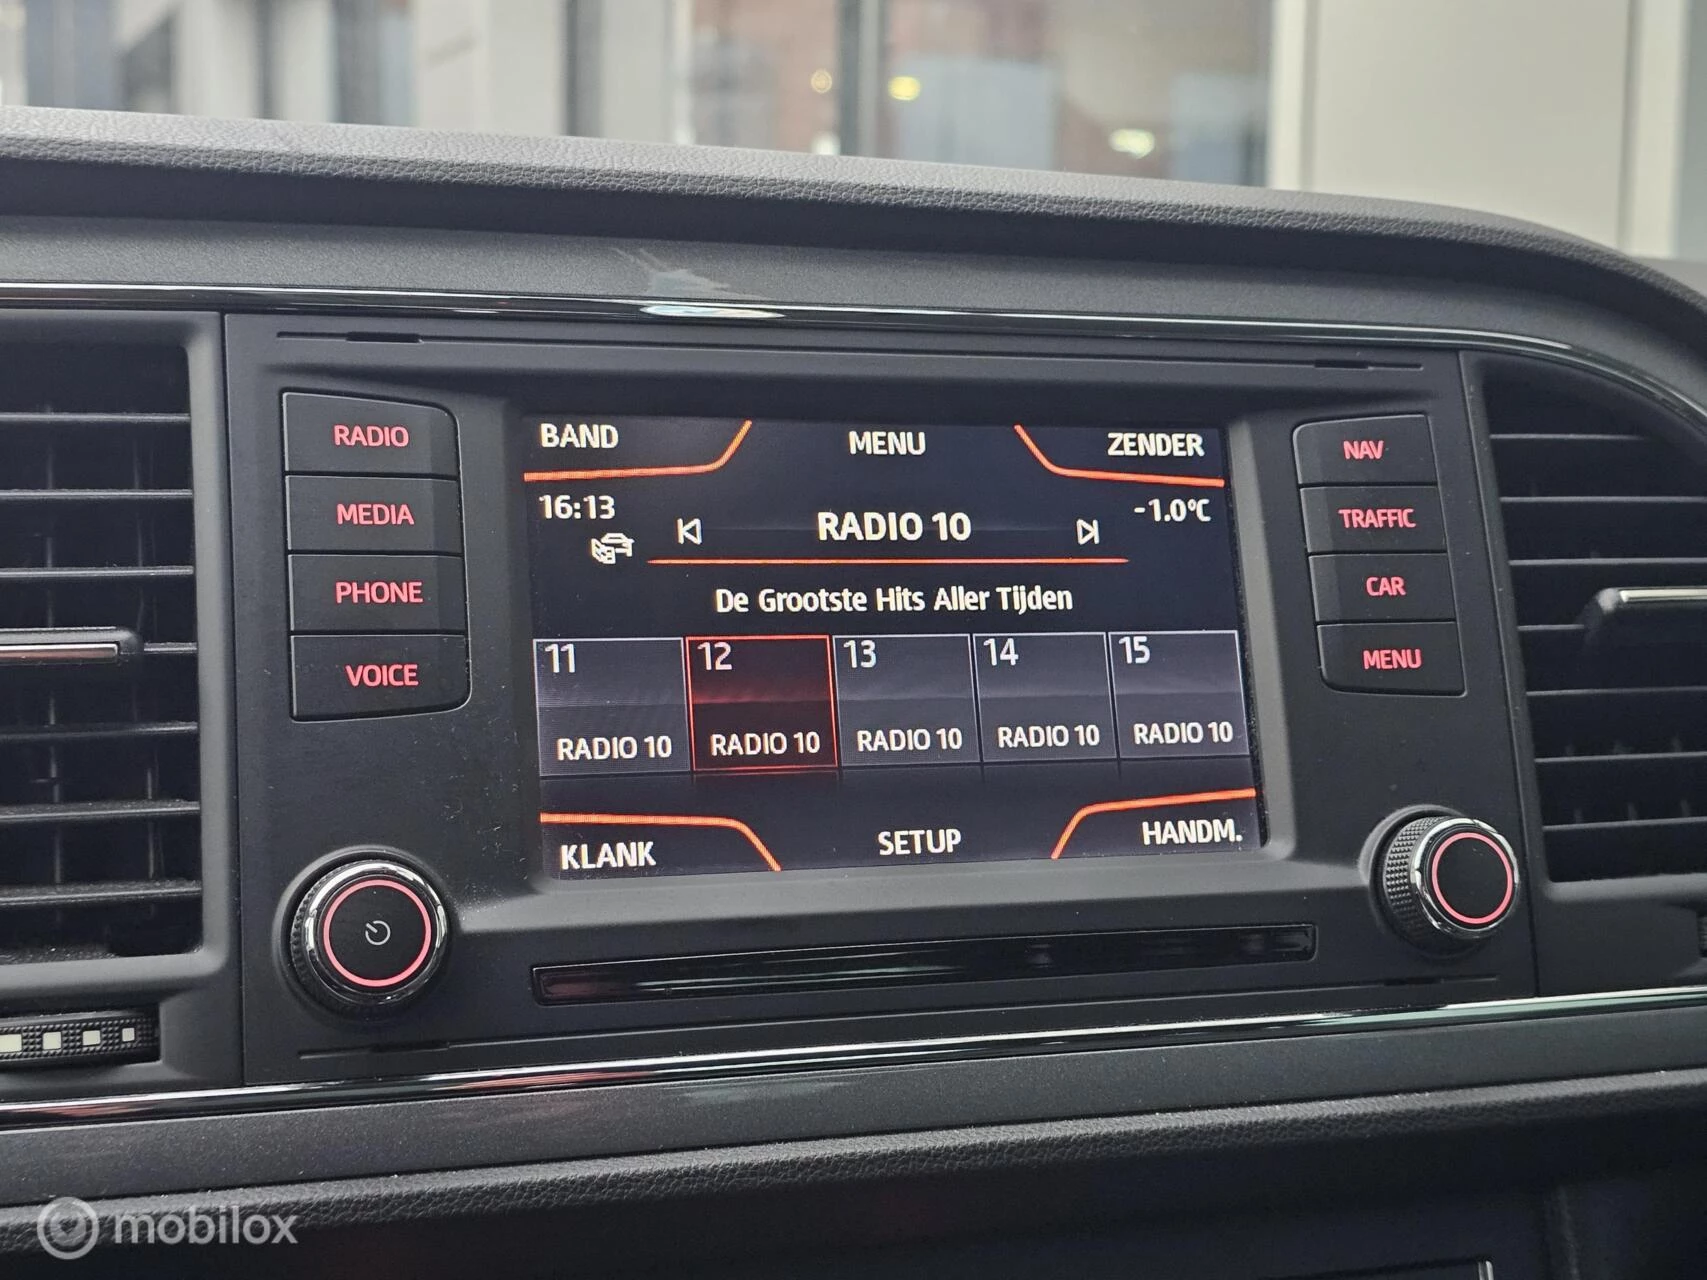 RADIO
MEDIA
PHONE
VOICE
BAND MENU ZENDER
16:13 RADIO 10 -1.0°C
De Grootste Hits Aller Tijden
11 12 13 14 15
RADIO 10 RADIO 10 RADIO 10 RADIO 10 RADIO 10
KLANK SETUP HANDM.
NAV
TRAFFIC
CAR
MENU
mobilox